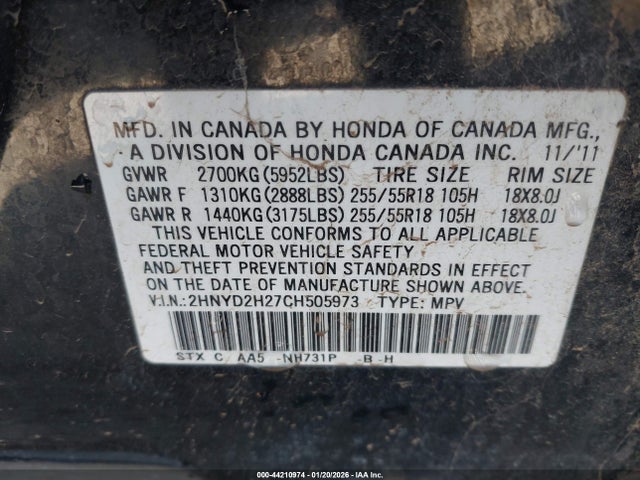 MFD. IN CANADA BY HONDA OF CANADA MFG.,
A DIVISION OF HONDA CANADA INC. 11/'11
GVWR 2700KG(5952LBS) TIRE SIZE RIM SIZE
GAWR F 1310KG(2888LBS) 255/55R18 105H 18X8.0J
GAWR R 1440KG(3175LBS) 255/55R18 105H 18X8.0J
THIS VEHICLE CONFORMS TO ALL APPLICABLE
FEDERAL MOTOR VEHICLE SAFETY
AND THEFT PREVENTION STANDARDS IN EFFECT
ON THE DATE OF MANUFACTURE SHOWN ABOVE.
V.I.N.:2HNYD2H27CH505973 TYPE: MPV
STX C AA5 -NH731P -B -H
000-44210974 | 01/20/2026 | IAA Inc.